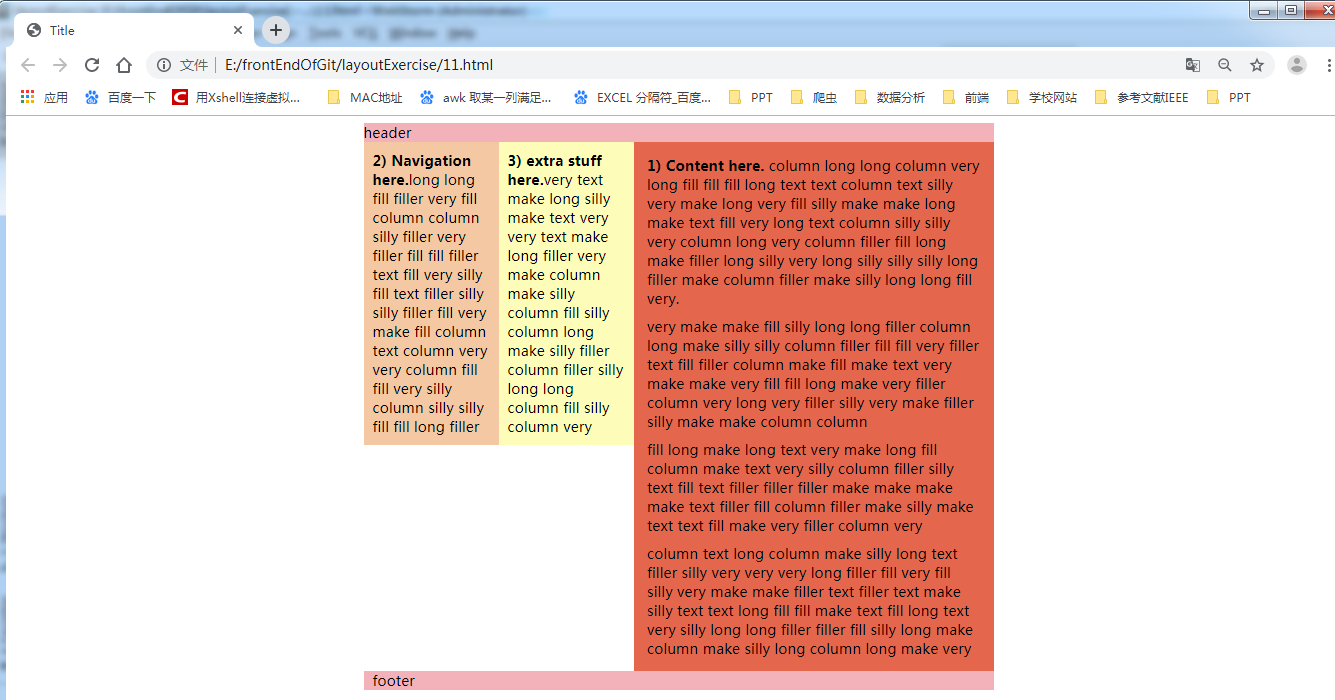 Title
文件 E:/frontEndOfGit/layoutExercise/11.html
应用 百度一下 用Xshell连接虚拟... MAC地址 awk 取某一列满足... EXCEL 分隔符_百度... PPT 爬虫 数据分析 前端 学校网站 参考文献IEEE PPT
header
2) Navigation
here.long long
fill filler very fill
column column
silly filler very
filler fill fill filler
text fill very silly
fill text filler silly
silly filler fill very
make fill column
text column very
very column fill
fill very silly
column silly silly
fill fill long filler
3) extra stuff
here.very text
make long silly
make text very
very text make
long filler very
make column
make silly
column fill silly
column long
make silly filler
column filler silly
long long
column fill silly
column very
1) Content here. column long long column very
long fill fill fill long text text column text silly
very make long very fill silly make make long
make text fill very long text column silly silly
very column long very column filler fill long
make filler long silly very long silly silly silly long
filler make column filler make silly long long fill
very.
very make make fill silly long long filler column
long make silly silly column filler fill fill very filler
text fill filler column make fill make text very
make make very fill fill long make very filler
column very long very filler silly very make filler
silly make make column column
fill long make long text very make long fill
column make text very silly column filler silly
text fill text filler filler filler make make make
make text filler fill column filler make silly make
text text fill make very filler column very
column text long column make silly long text
filler silly very very very long filler fill very fill
silly very make make filler text filler text make
silly text text long fill fill make text fill long text
very silly long long filler filler fill silly long make
column make silly long column long make very
footer